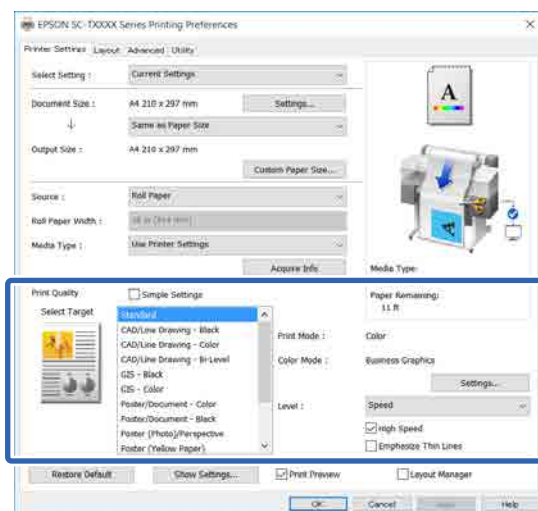 EPSON SC-TXXXX Series Printing Preferences
Printer Settings Layout Advanced Utility
Select Setting : Current Settings
Document Size : A4 210 x 297 mm Settings...
Same as Paper Size
Output Size : A4 210 x 297 mm
Custom Paper Size...
Source : Roll Paper
Roll Paper Width :
Media Type : Use Printer Settings
Acquire Info Media Type:
Print Quality Simple Settings Paper Remaining:
Select Target Standard 11 ft
CAD/Line Drawing - Black Print Mode : Color
CAD/Line Drawing - Color
CAD/Line Drawing - Bi-Level Color Mode : Business Graphics
GIS - Black
GIS - Color Settings...
Poster/Document - Color Level : Speed
Poster/Document - Black
Poster (Photo)/Perspective High Speed
Poster (Yellow Paper) Emphasize Thin Lines
Restore Default Show Settings... Print Preview Layout Manager
OK Cancel Help